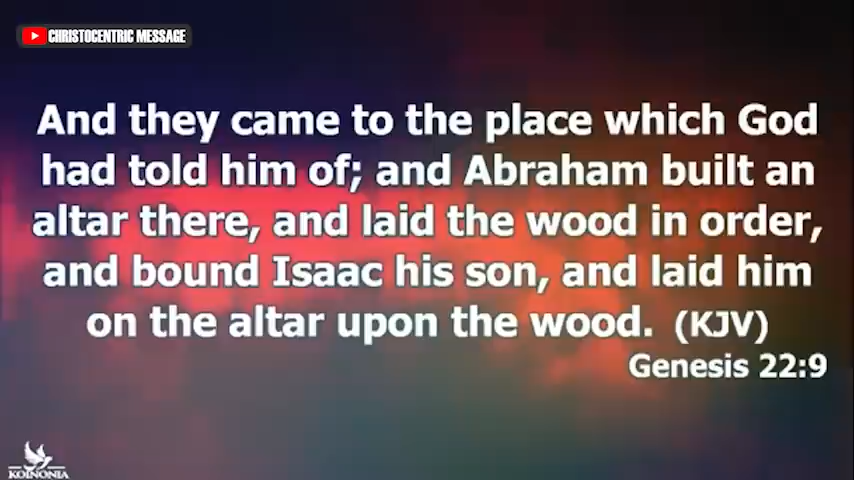 CHRISTOCENTRIC MESSAGE
And they came to the place which God
had told him of; and Abraham built an
altar there, and laid the wood in order,
and bound Isaac his son, and laid him
on the altar upon the wood. (KJV)
Genesis 22:9
KOINONIA